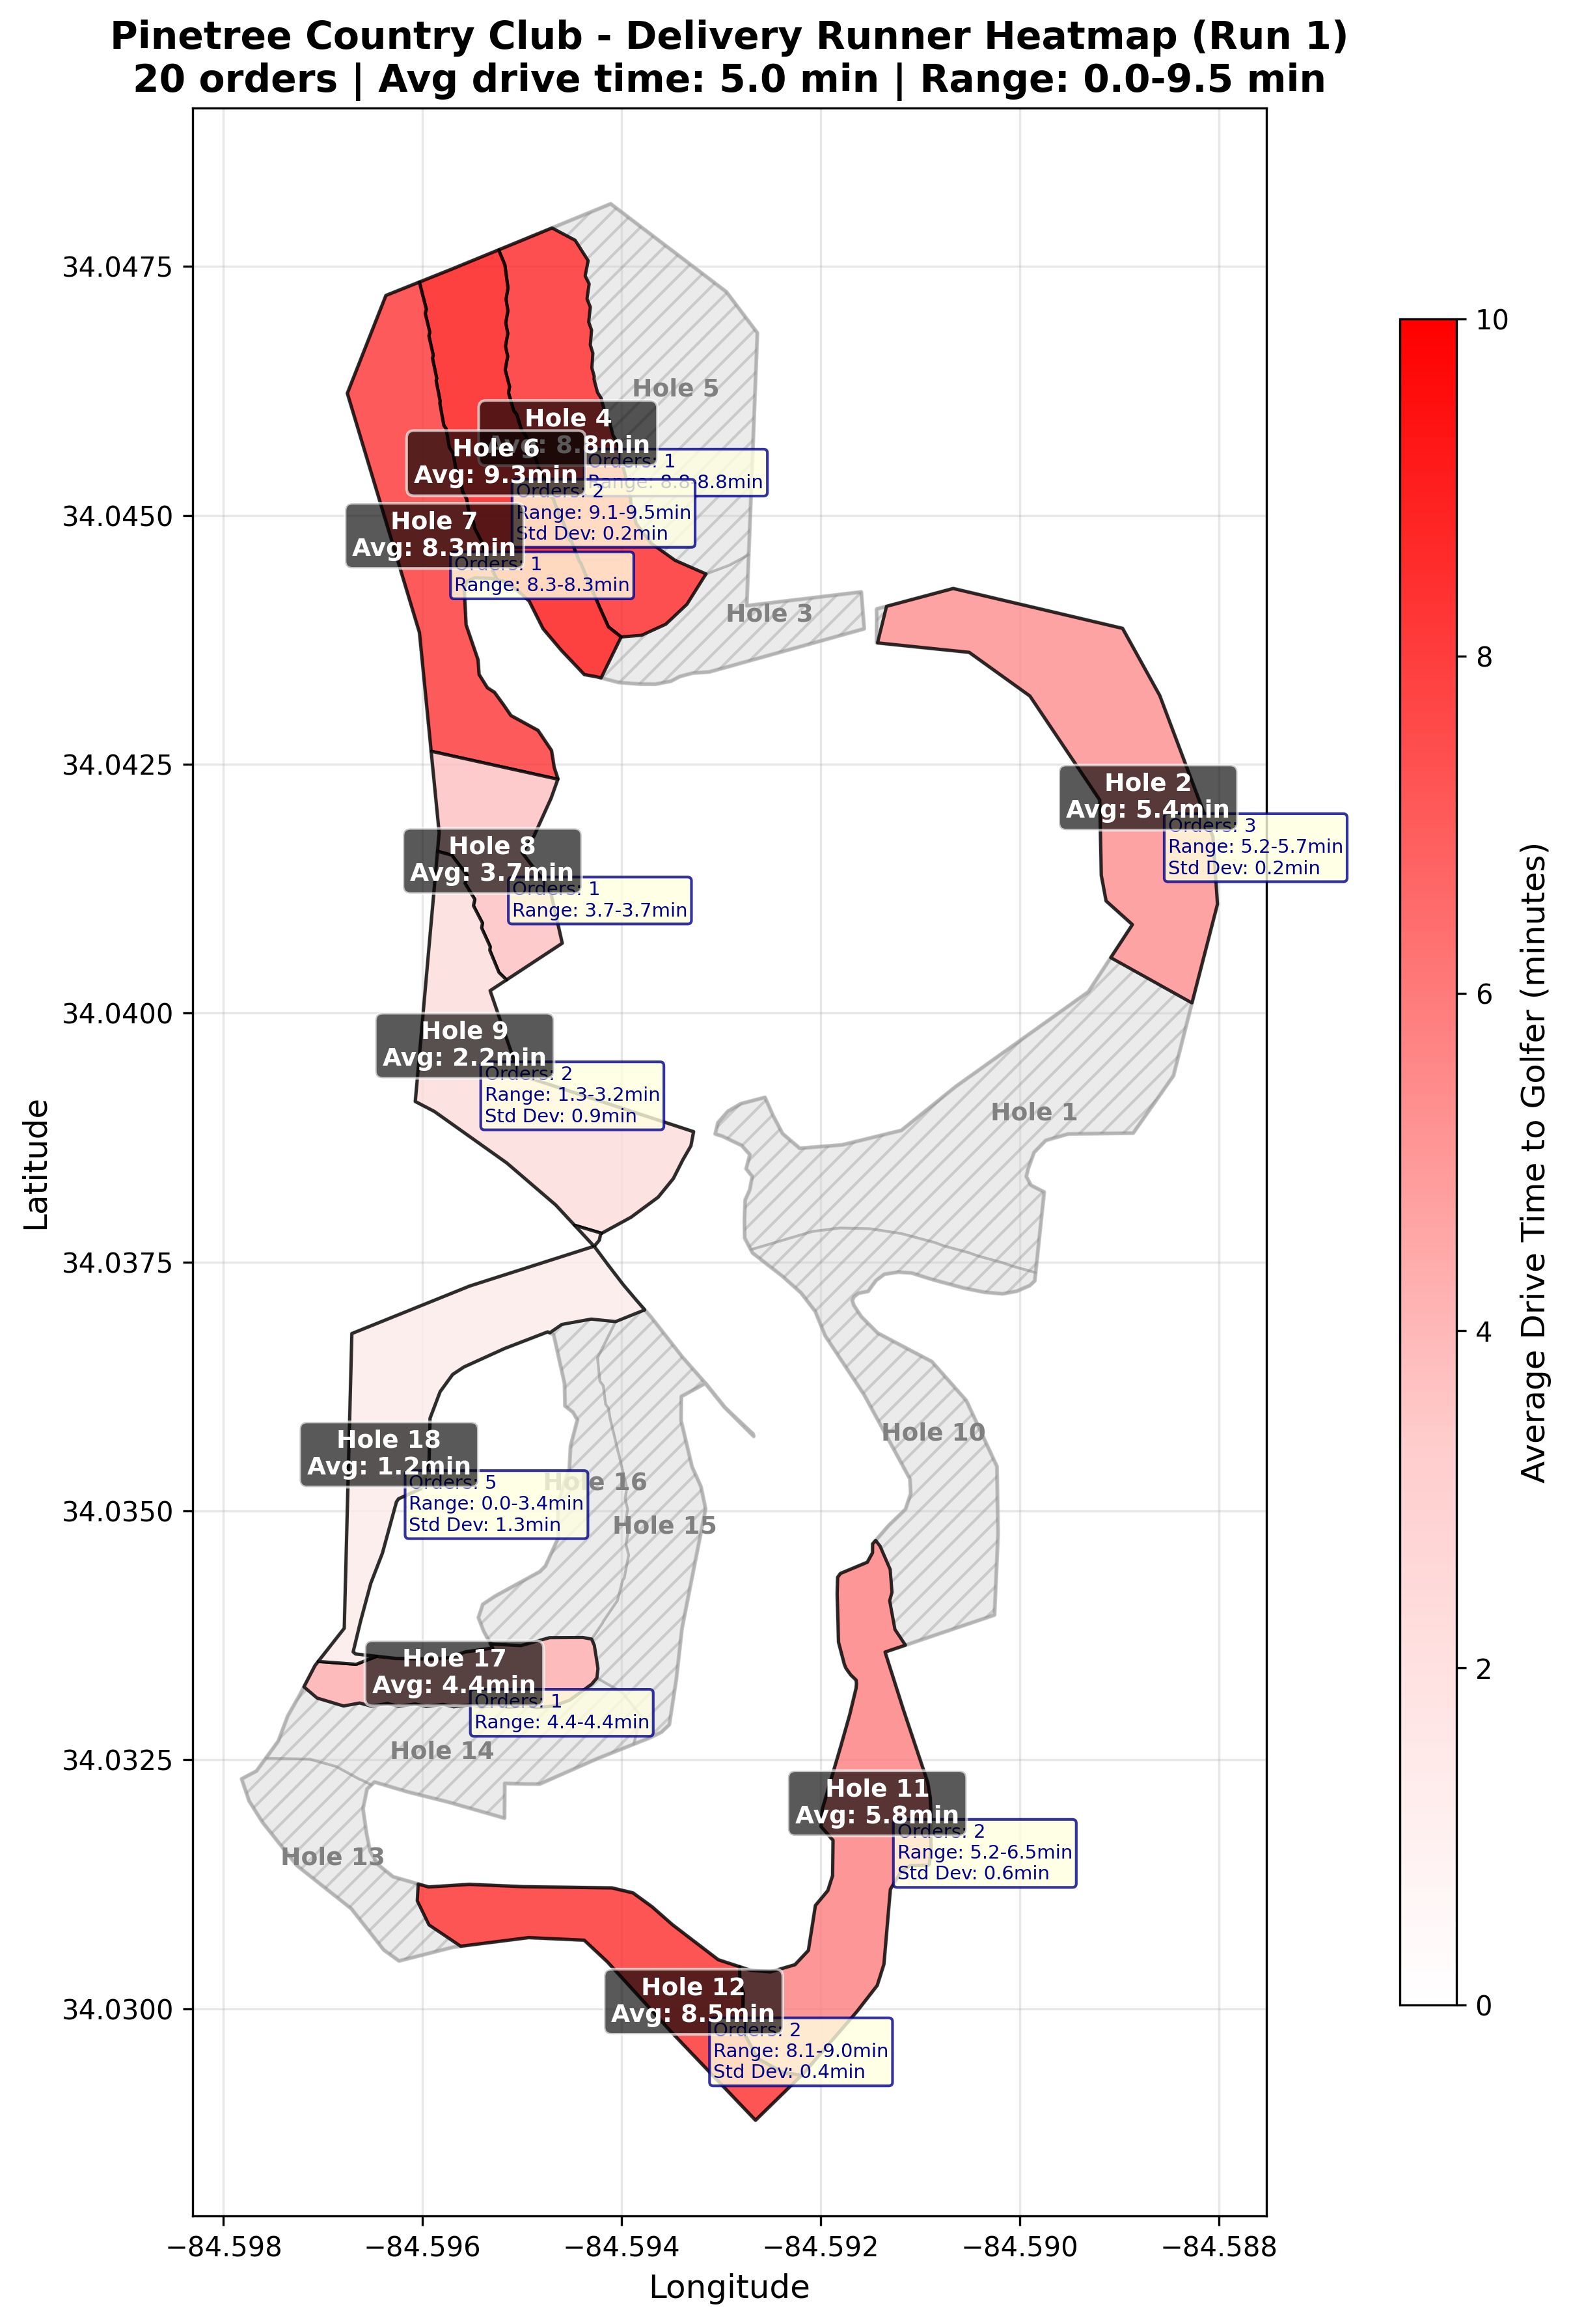 Pinetree Country Club - Delivery Runner Heatmap (Run 1)
20 orders | Avg drive time: 5.0 min | Range: 0.0-9.5 min
34.0475
34.0450
34.0425
34.0400
34.0375
34.0350
34.0325
34.0300
Latitude
−84.598
−84.596
−84.594
−84.592
−84.590
−84.588
Longitude
Hole 5
Hole 4
Avg: 8.8min
Orders: 1
Range: 8.8-8.8min
Hole 6
Avg: 9.3min
Orders: 2
Range: 9.1-9.5min
Std Dev: 0.2min
Hole 7
Avg: 8.3min
Orders: 1
Range: 8.3-8.3min
Hole 3
Hole 2
Avg: 5.4min
Orders: 3
Range: 5.2-5.7min
Std Dev: 0.2min
Hole 8
Avg: 3.7min
Orders: 1
Range: 3.7-3.7min
Hole 9
Avg: 2.2min
Orders: 2
Range: 1.3-3.2min
Std Dev: 0.9min
Hole 1
Hole 10
Hole 18
Avg: 1.2min
Orders: 5
Range: 0.0-3.4min
Std Dev: 1.3min
Hole 16
Hole 15
Hole 17
Avg: 4.4min
Orders: 1
Range: 4.4-4.4min
Hole 14
Hole 11
Avg: 5.8min
Orders: 2
Range: 5.2-6.5min
Std Dev: 0.6min
Hole 13
Hole 12
Avg: 8.5min
Orders: 2
Range: 8.1-9.0min
Std Dev: 0.4min
10
8
6
4
2
0
Average Drive Time to Golfer (minutes)